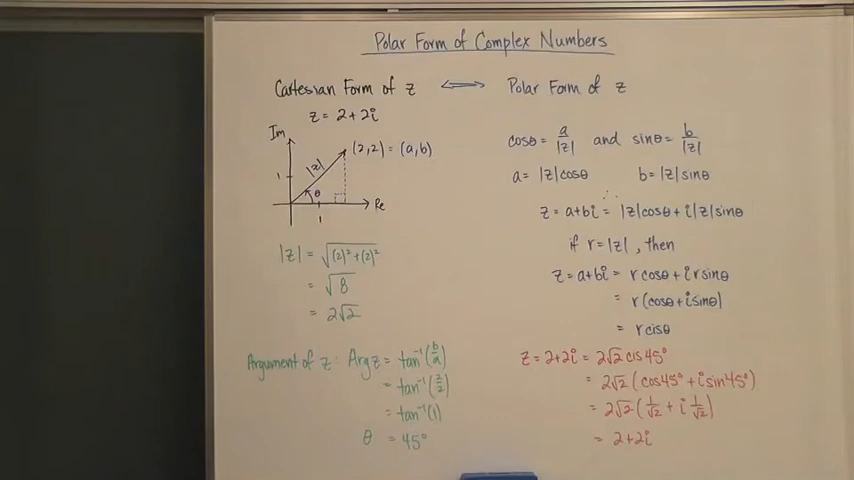 Polar Form of Complex Numbers
Cartesian Form of z ⟺ Polar Form of z
z = 2 + 2i
Im
(2,2) = (a,b)
|z|
1
θ
Re
1
|z| = √((2)² + (2)²)
= √8
= 2√2
Argument of z: Arg z = tan⁻¹(b/a)
= tan⁻¹(2/2)
= tan⁻¹(1)
θ = 45°
cosθ = a/|z| and sinθ = b/|z|
a = |z|cosθ b = |z|sinθ
∴ z = a+bi = |z|cosθ + i|z|sinθ
if r = |z|, then
z = a+bi = r cosθ + i r sinθ
= r(cosθ + i sinθ)
= r cisθ
z = 2+2i = 2√2 cis 45°
= 2√2 (cos45° + i sin45°)
= 2√2 (1/√2 + i 1/√2)
= 2+2i